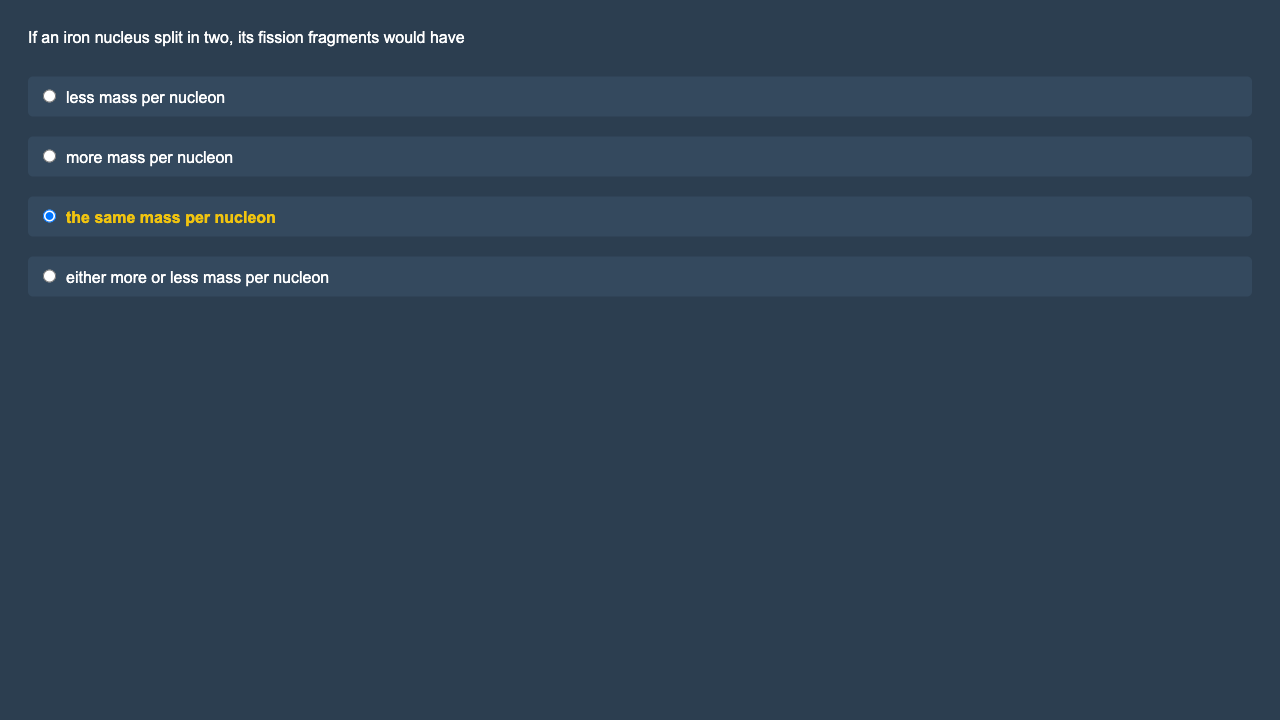 If an iron nucleus split in two, its fission fragments would have
less mass per nucleon
more mass per nucleon
the same mass per nucleon
either more or less mass per nucleon